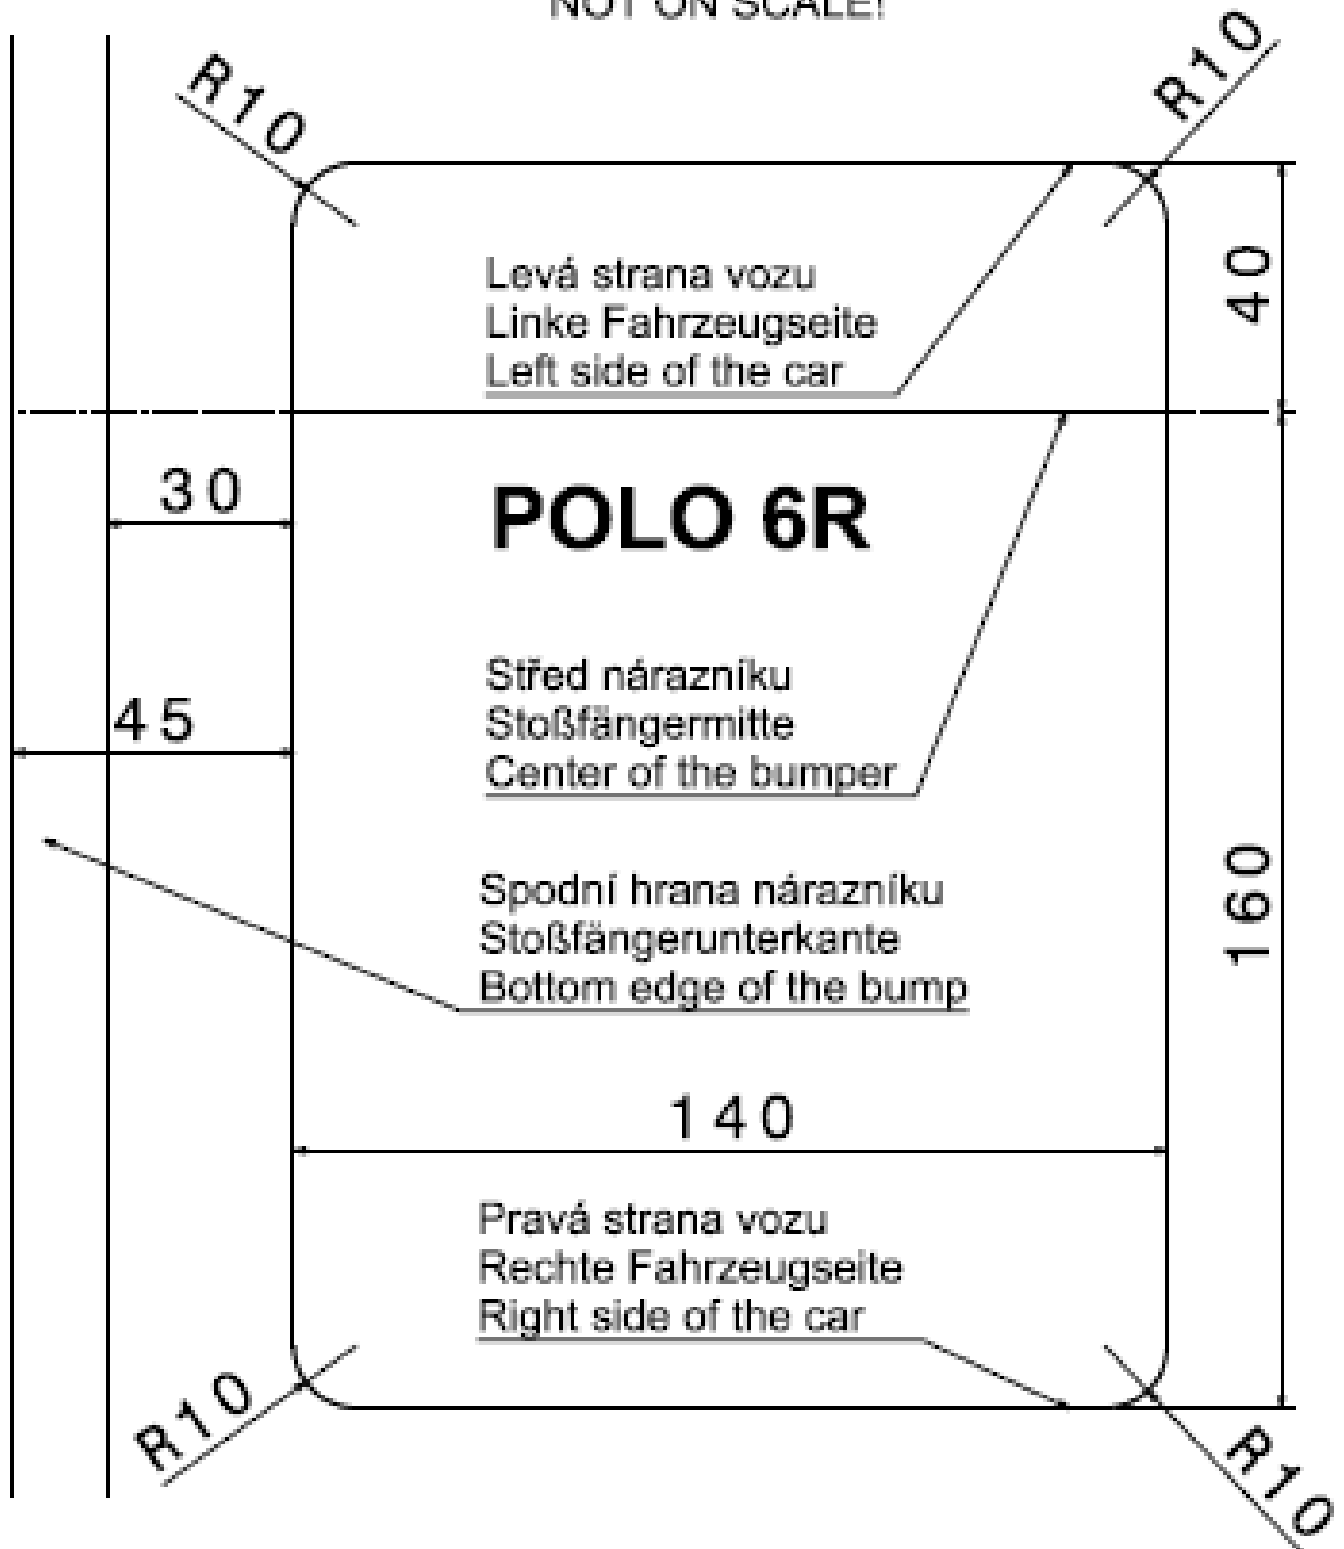 NOT ON SCALE!
R10
R10
Levá strana vozu
Linke Fahrzeugseite
Left side of the car
40
30
POLO 6R
Střed nárazníku
Stoßfängermitte
Center of the bumper
45
Spodní hrana nárazníku
Stoßfängerunterkante
Bottom edge of the bump
160
140
Pravá strana vozu
Rechte Fahrzeugseite
Right side of the car
R10
R10